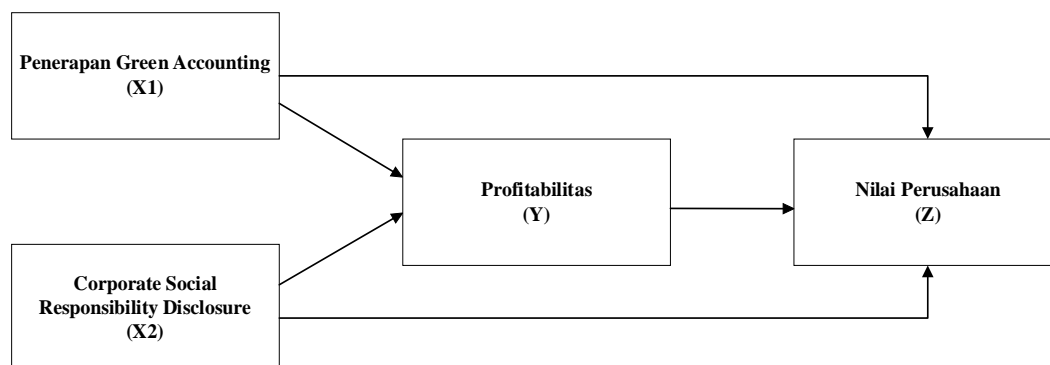 Penerapan Green Accounting
(X1)
Profitabilitas
(Y)
Nilai Perusahaan
(Z)
Corporate Social
Responsibility Disclosure
(X2)